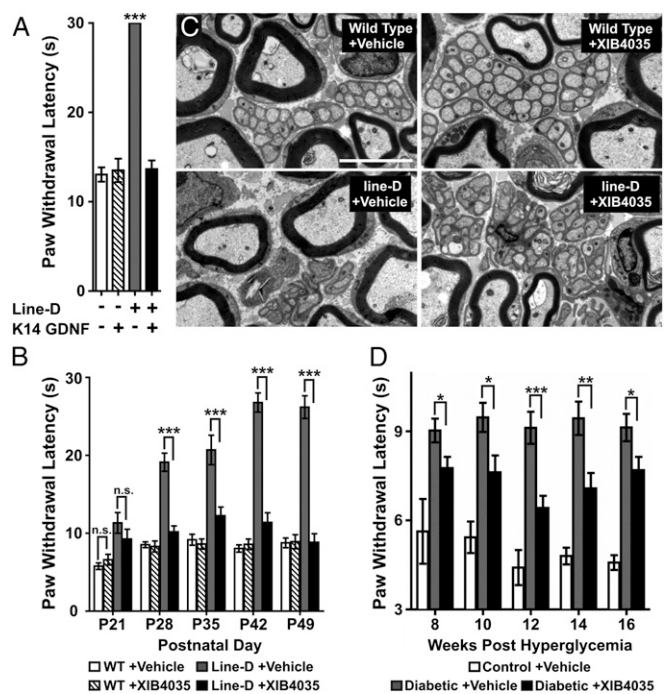 A
Paw Withdrawal Latency (s)
30
20
10
0
***
Line-D - - + +
K14 GDNF - + - +
C
Wild Type
+Vehicle
Wild Type
+XIB4035
line-D
+Vehicle
line-D
+XIB4035
B
Paw Withdrawal Latency (s)
30
20
10
0
n.s.
n.s.
***
***
***
***
P21 P28 P35 P42 P49
Postnatal Day
WT +Vehicle Line-D +Vehicle
WT +XIB4035 Line-D +XIB4035
D
Paw Withdrawal Latency (s)
9
6
3
*
*
***
**
*
8 10 12 14 16
Weeks Post Hyperglycemia
Control +Vehicle
Diabetic +Vehicle Diabetic +XIB4035